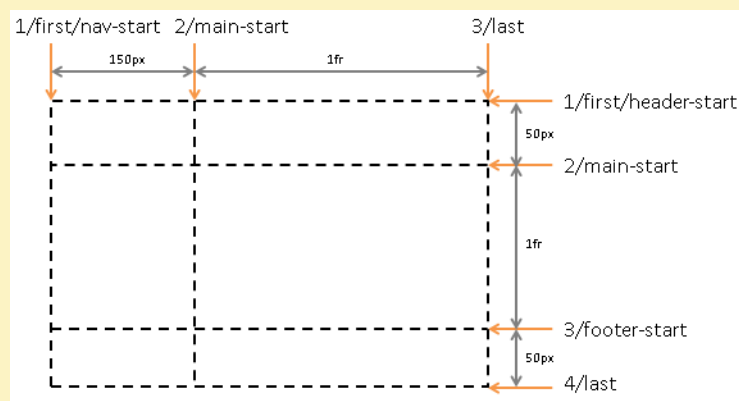 1/first/nav-start 2/main-start 3/last
150px 1fr
1/first/header-start
50px
2/main-start
1fr
3/footer-start
50px
4/last